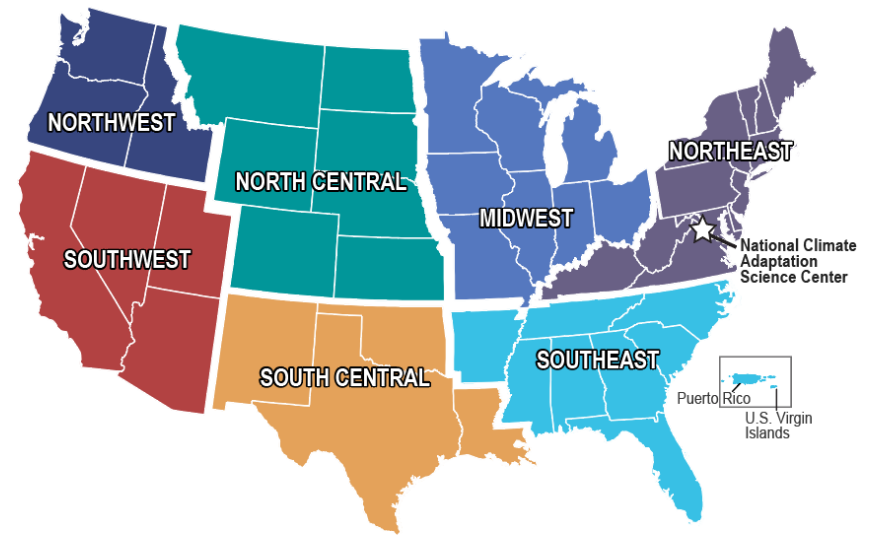 NORTHWEST
NORTH CENTRAL
MIDWEST
NORTHEAST
SOUTHWEST
National Climate
Adaptation
Science Center
SOUTH CENTRAL
SOUTHEAST
Puerto Rico
U.S. Virgin
Islands